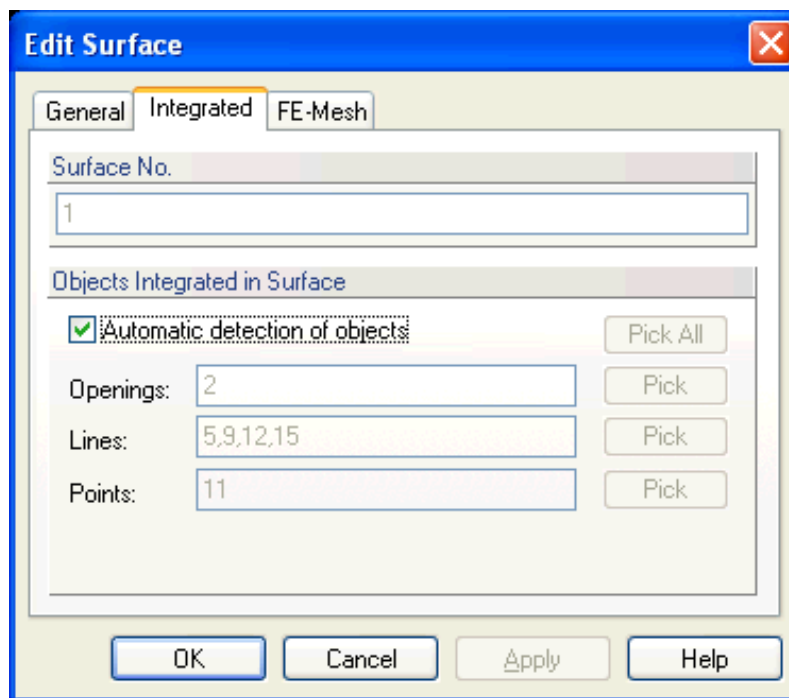 Edit Surface
General Integrated FE-Mesh
Surface No.
1
Objects Integrated in Surface
Automatic detection of objects Pick All
Openings: 2 Pick
Lines: 5,9,12,15 Pick
Points: 11 Pick
OK Cancel Apply Help